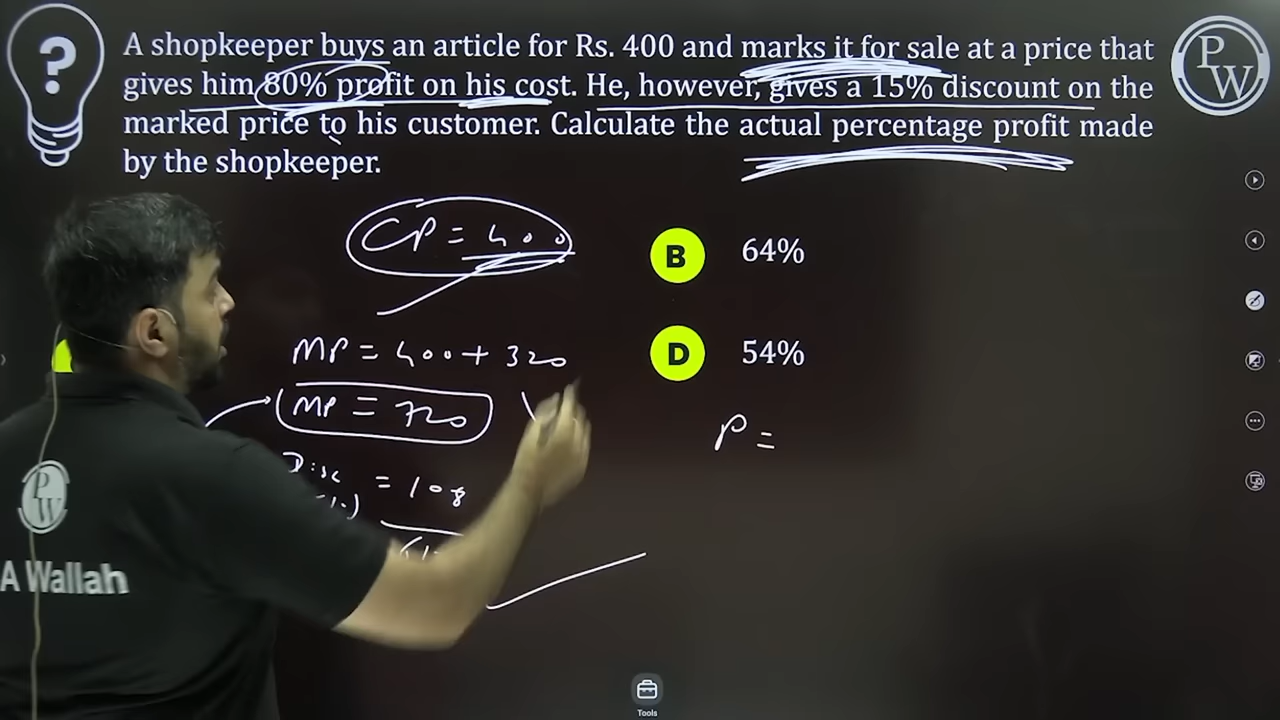 ?
A shopkeeper buys an article for Rs. 400 and marks it for sale at a price that
gives him 80% profit on his cost. He, however, gives a 15% discount on the
marked price to his customer. Calculate the actual percentage profit made
by the shopkeeper.
P
W
CP = 400
B 64%
MP = 400 + 320
D 54%
MP = 720
P =
Disc = 108
PW
A Wallah
Tools